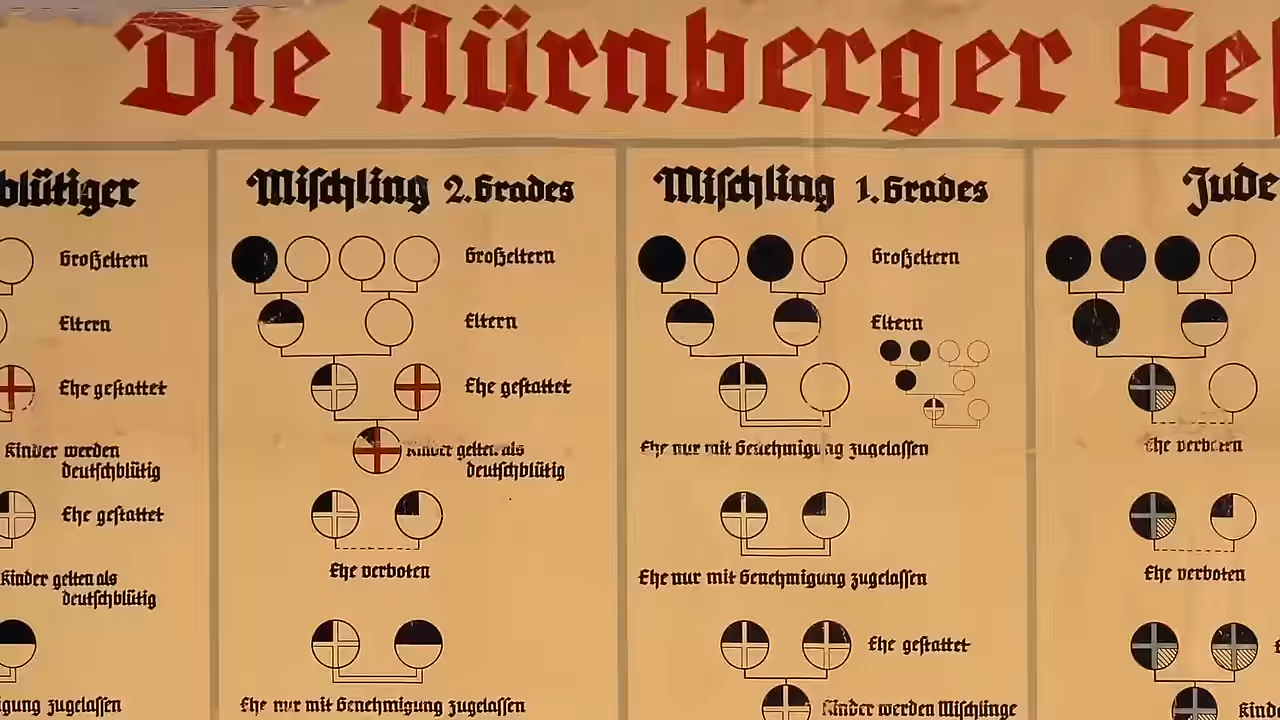 Die Nürnberger Geſ
blütiger
Großeltern
Eltern
Ehe geſtattet
Kinder werden
deutſchblütig
Ehe geſtattet
Kinder gelten als
deutſchblütig
igung zugelaſſen
Miſchling 2. Grades
Großeltern
Eltern
Ehe geſtattet
Kinder gelten als
deutſchblütig
Ehe verboten
Ehe nur mit Genehmigung zugelaſſen
Miſchling 1. Grades
Großeltern
Eltern
Ehe nur mit Genehmigung zugelaſſen
Ehe nur mit Genehmigung zugelaſſen
Ehe geſtattet
Kinder werden Miſchlinge
Jude
Ehe verboten
Ehe verboten
Kind